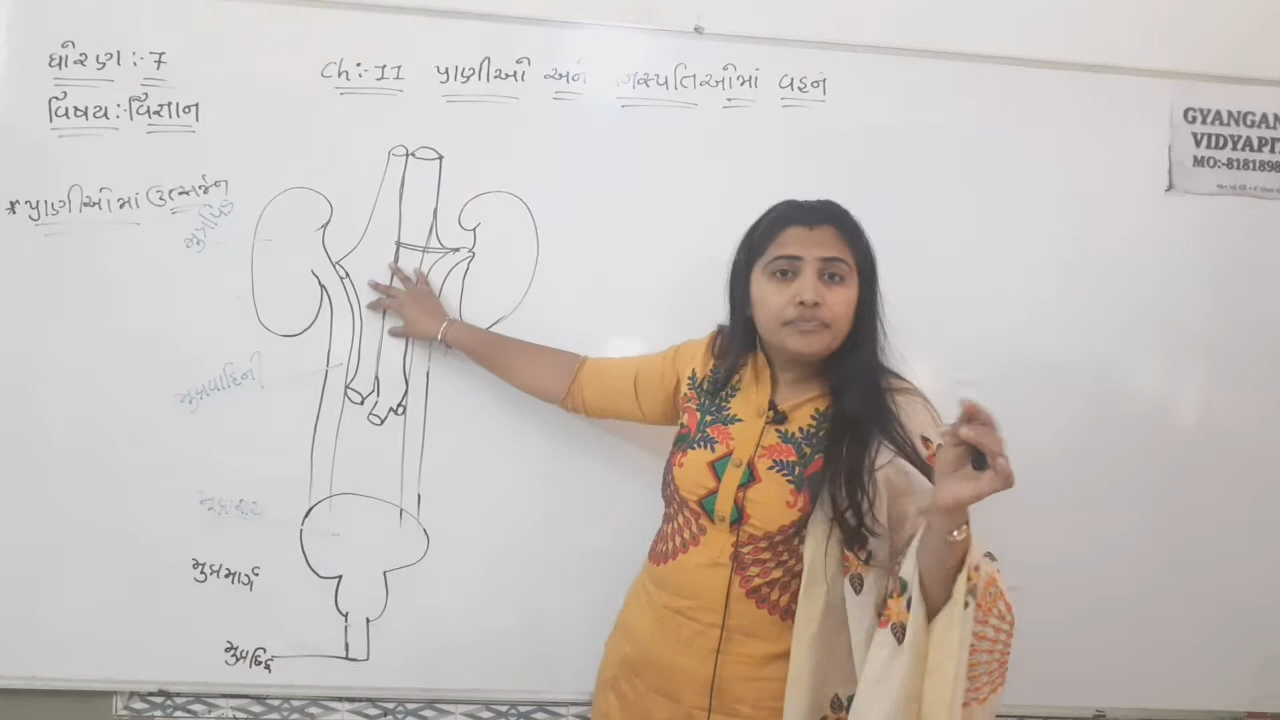 ધોરણ :- 7
વિષય :- વિજ્ઞાન
Ch :- 11 પ્રાણીઓ અને વનસ્પતિઓમાં વહન
* પ્રાણીઓમાં ઉત્સર્જન
મુત્રપિંડ
મુત્રવાહિની
મુત્રાશય
મુત્રમાર્ગ
મુત્રછિદ્ર
GYANGAN
VIDYAPI
MO:-8181898